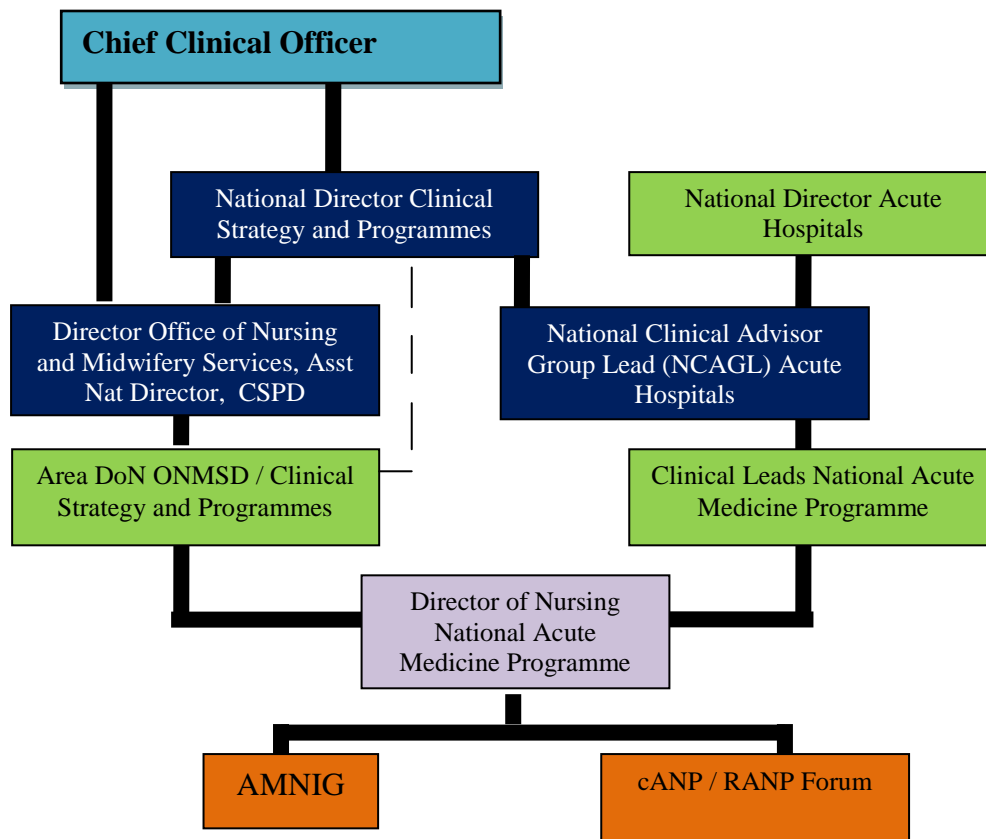 Chief Clinical Officer
National Director Clinical
Strategy and Programmes
National Director Acute
Hospitals
Director Office of Nursing
and Midwifery Services, Asst
Nat Director, CSPD
National Clinical Advisor
Group Lead (NCAGL) Acute
Hospitals
Area DoN ONMSD / Clinical
Strategy and Programmes
Clinical Leads National Acute
Medicine Programme
Director of Nursing
National Acute
Medicine Programme
AMNIG
cANP / RANP Forum